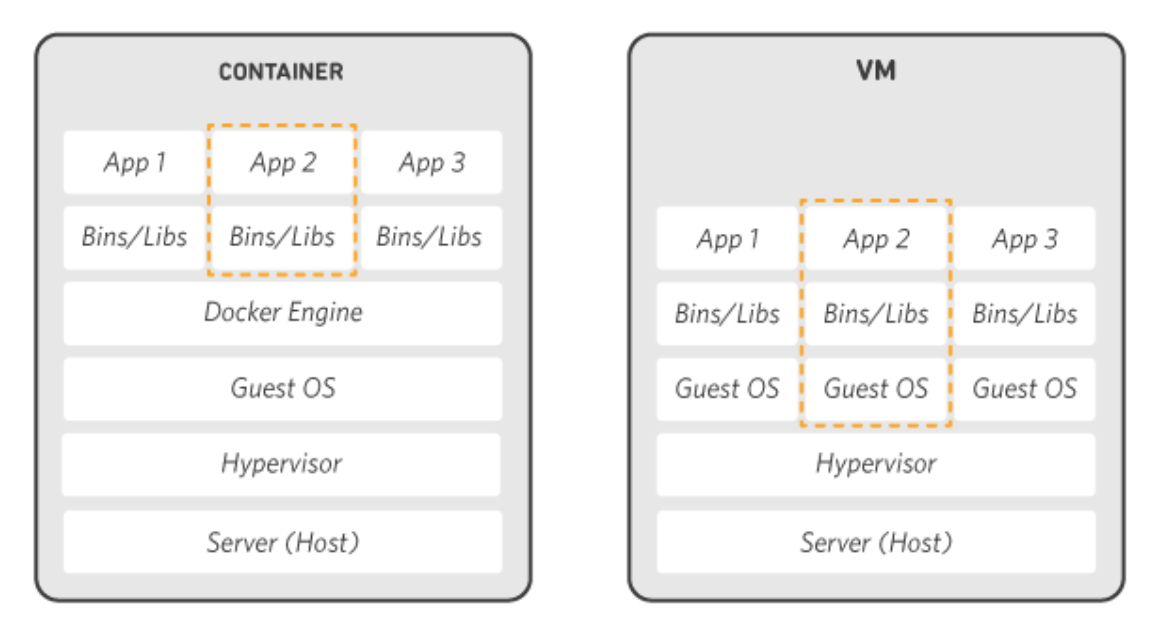 CONTAINER
App 1 App 2 App 3
Bins/Libs Bins/Libs Bins/Libs
Docker Engine
Guest OS
Hypervisor
Server (Host)
VM
App 1 App 2 App 3
Bins/Libs Bins/Libs Bins/Libs
Guest OS Guest OS Guest OS
Hypervisor
Server (Host)